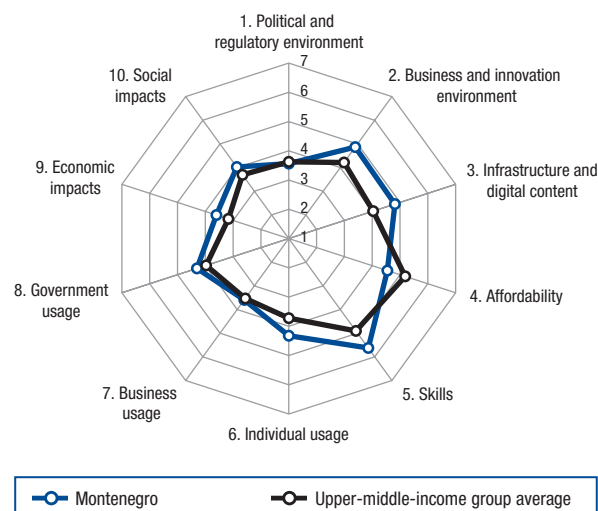 1. Political and
regulatory environment
2. Business and innovation
environment
3. Infrastructure and
digital content
4. Affordability
5. Skills
6. Individual usage
7. Business
usage
8. Government
usage
9. Economic
impacts
10. Social
impacts
7
6
5
4
3
2
1
Montenegro
Upper-middle-income group average